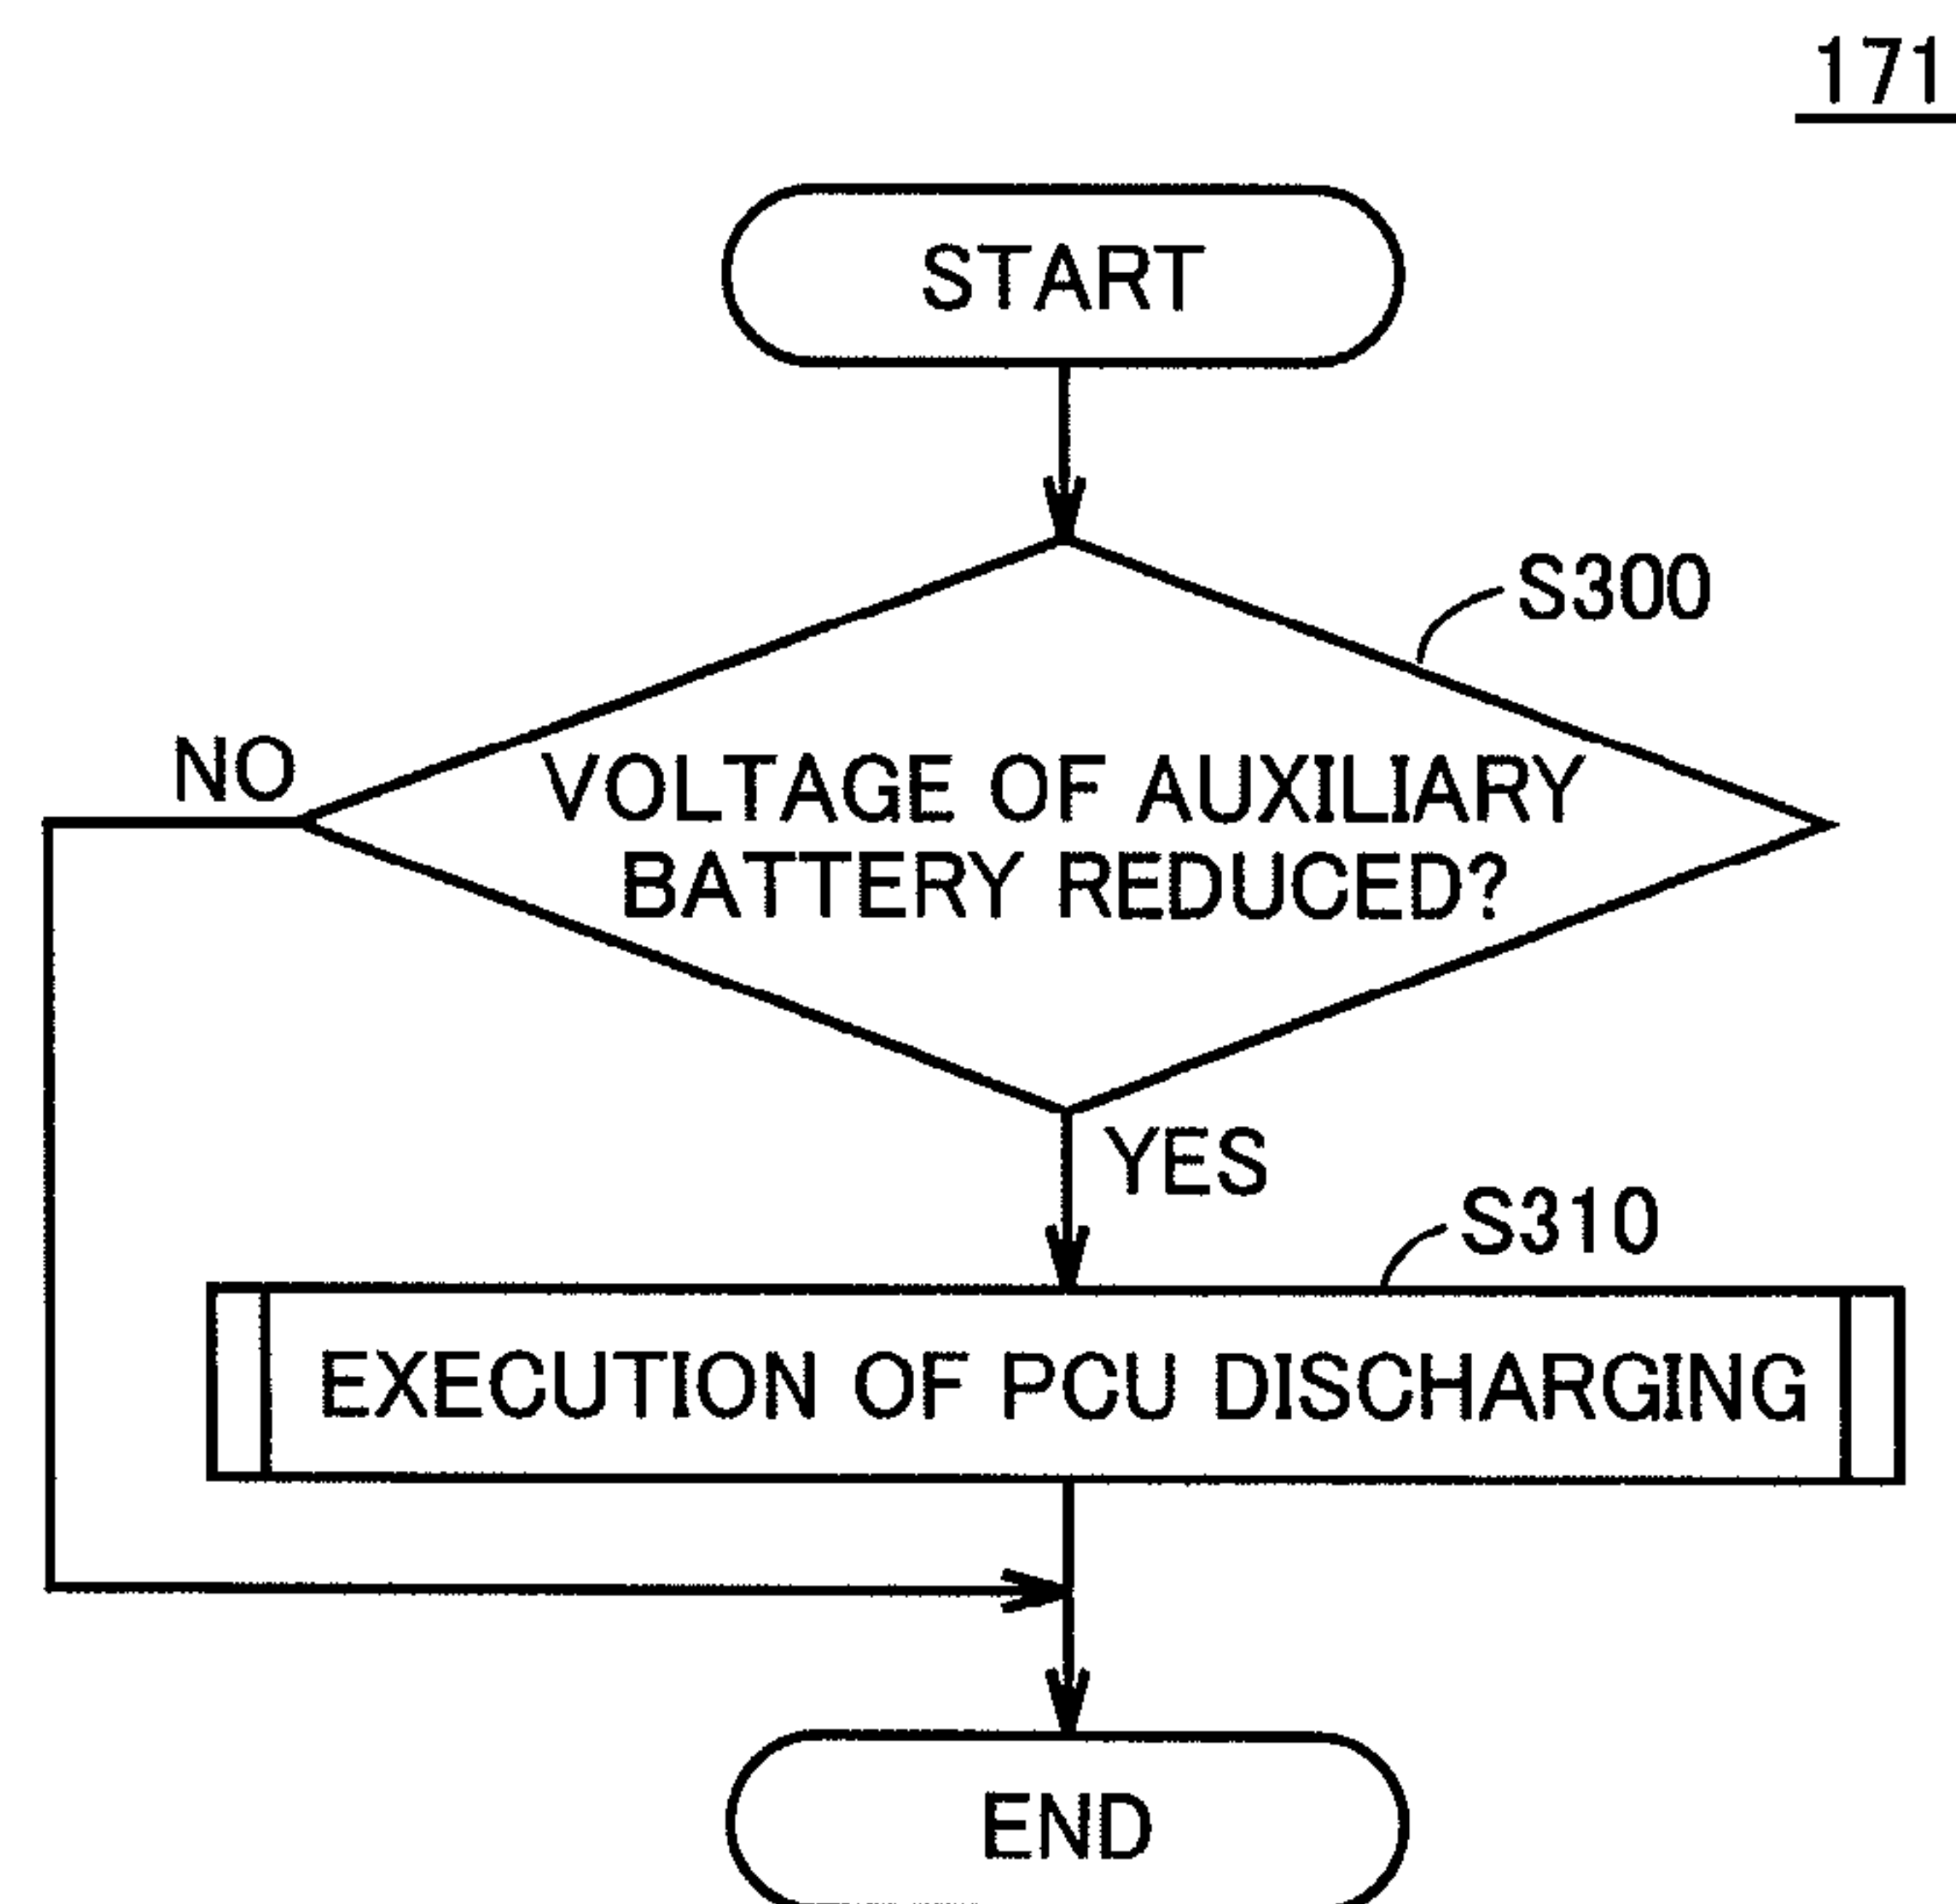 171
START
S300
NO
VOLTAGE OF AUXILIARY
BATTERY REDUCED?
YES
S310
EXECUTION OF PCU DISCHARGING
END